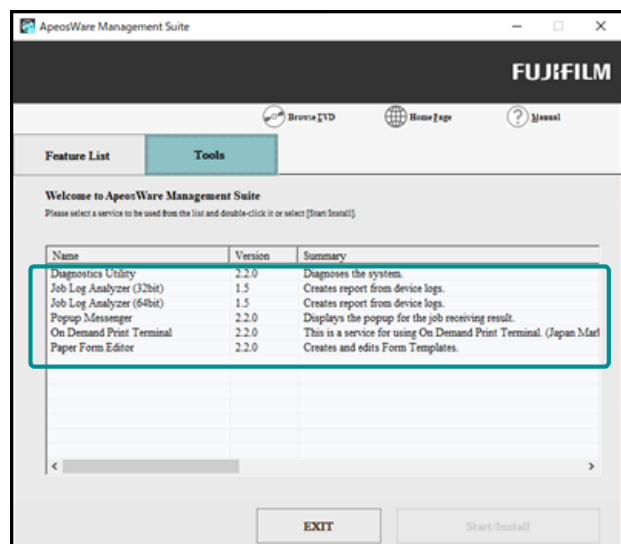 ApeosWare Management Suite
FUJIFILM
Browse DVD Home Page Manual
Feature List Tools
Welcome to ApeosWare Management Suite
Please select a service to be used from the list and double-click it or select [Start/Install].
Name Version Summary
Diagnostics Utility 2.2.0 Diagnoses the system.
Job Log Analyzer (32bit) 1.5 Creates report from device logs.
Job Log Analyzer (64bit) 1.5 Creates report from device logs.
Popup Messenger 2.2.0 Displays the popup for the job receiving result.
On Demand Print Terminal 2.2.0 This is a service for using On Demand Print Terminal. (Japan Mark
Paper Form Editor 2.2.0 Creates and edits Form Templates.
EXIT Start/Install